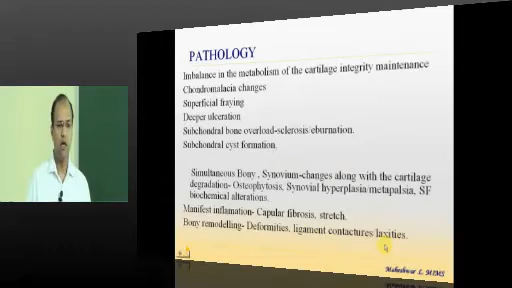 PATHOLOGY
Imbalance in the metabolism of the cartilage integrity maintenance
Chondromalacia changes
Superficial fraying
Deeper ulceration
Subchondral bone overload-sclerosis/eburnation.
Subchondral cyst formation.
Simultaneous Bony , Synovium-changes along with the cartilage
degradation- Osteophytosis, Synovial hyperplasia/metapalsia, SF
biochemical alterations.
Manifest inflamation- Capular fibrosis, stretch.
Bony remodelling- Deformities, ligament contactures/laxities.
Maheshwar L. MIMS